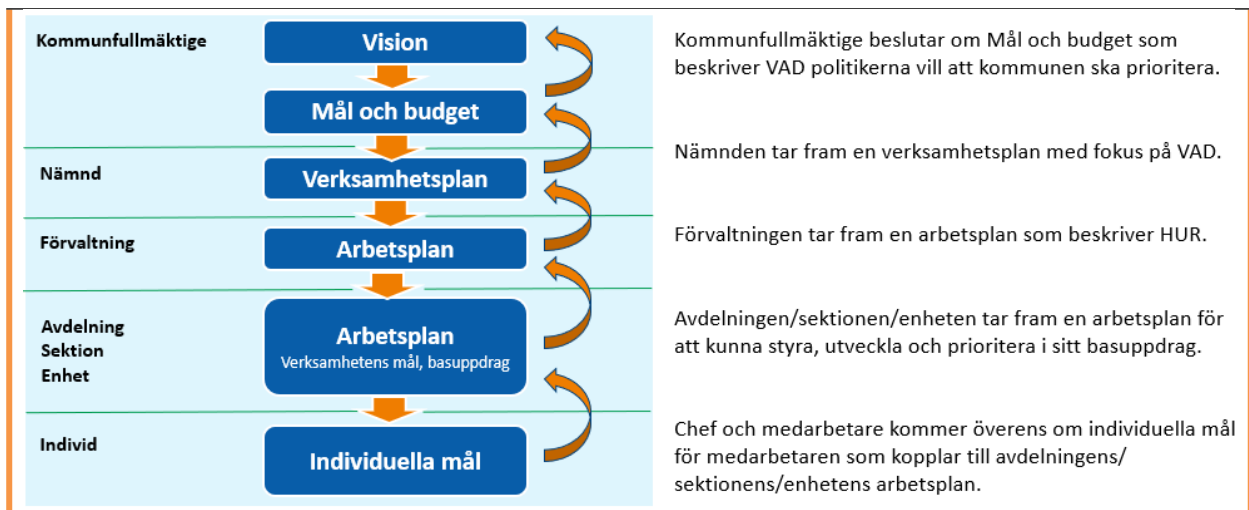 Kommunfullmäktige
Vision
Kommunfullmäktige beslutar om Mål och budget som
beskriver VAD politikerna vill att kommunen ska prioritera.
Mål och budget
Nämnd
Verksamhetsplan
Nämnden tar fram en verksamhetsplan med fokus på VAD.
Förvaltning
Arbetsplan
Förvaltningen tar fram en arbetsplan som beskriver HUR.
Avdelning
Sektion
Enhet
Arbetsplan
Verksamhetens mål, basuppdrag
Avdelningen/sektionen/enheten tar fram en arbetsplan för
att kunna styra, utveckla och prioritera i sitt basuppdrag.
Individ
Individuella mål
Chef och medarbetare kommer överens om individuella mål
för medarbetaren som kopplar till avdelningens/
sektionens/enhetens arbetsplan.